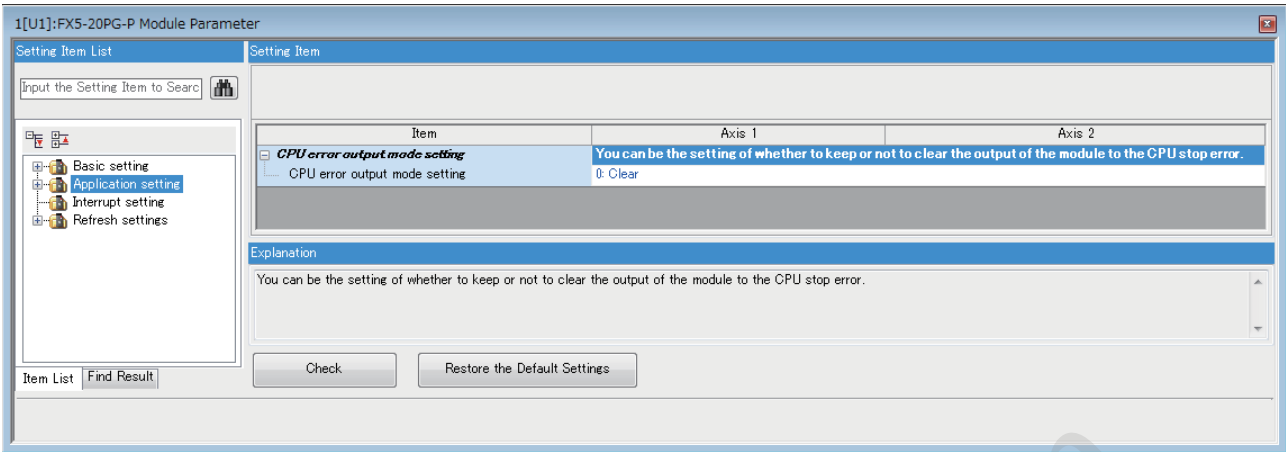 1[U1]:FX5-20PG-P Module Parameter
Setting Item List
Setting Item
Input the Setting Item to Searc
Item
Axis 1
Axis 2
CPU error output mode setting
You can be the setting of whether to keep or not to clear the output of the module to the CPU stop error.
CPU error output mode setting
0: Clear
Basic setting
Application setting
Interrupt setting
Refresh settings
Explanation
You can be the setting of whether to keep or not to clear the output of the module to the CPU stop error.
Check
Restore the Default Settings
Item List
Find Result